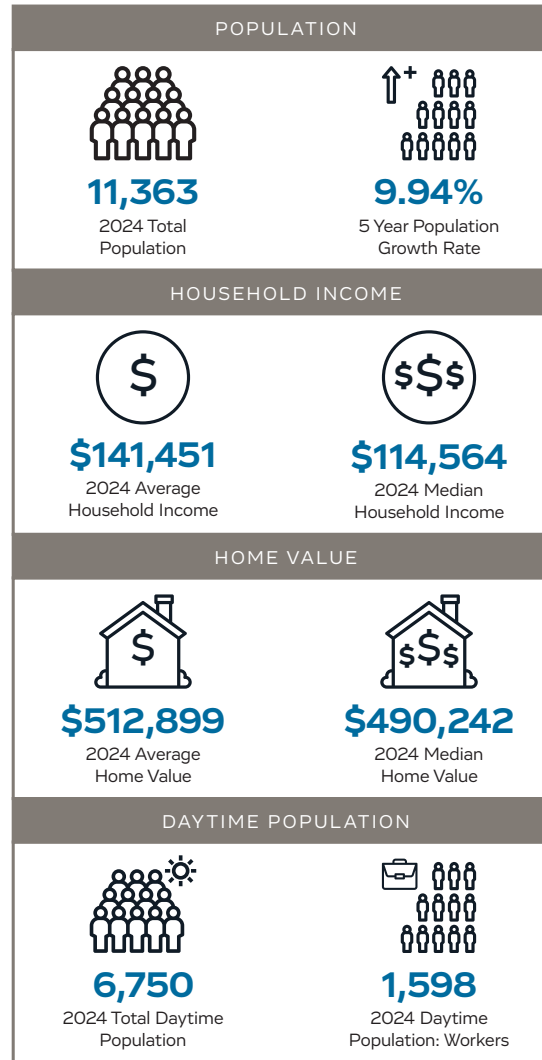 POPULATION
11,363
2024 Total
Population
9.94%
5 Year Population
Growth Rate
HOUSEHOLD INCOME
$
$141,451
2024 Average
Household Income
$$$
$114,564
2024 Median
Household Income
HOME VALUE
$
$512,899
2024 Average
Home Value
$$$
$490,242
2024 Median
Home Value
DAYTIME POPULATION
6,750
2024 Total Daytime
Population
1,598
2024 Daytime
Population: Workers